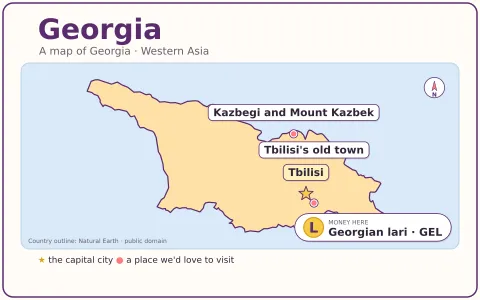 Georgia
A map of Georgia · Western Asia
N
Kazbegi and Mount Kazbek
Tbilisi's old town
Tbilisi
L
MONEY HERE
Georgian lari · GEL
Country outline: Natural Earth · public domain
★ the capital city ● a place we'd love to visit